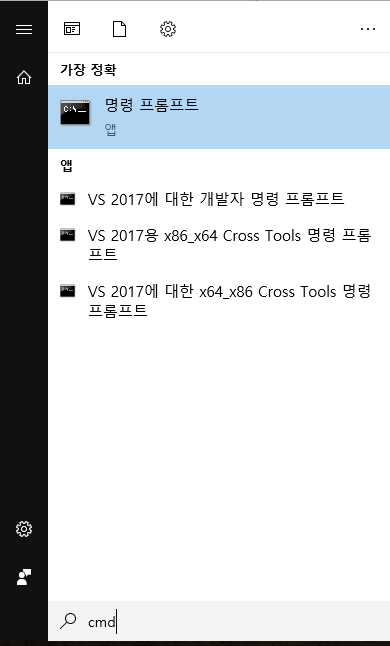 가장 정확
명령 프롬프트
앱
앱
VS 2017에 대한 개발자 명령 프롬프트
VS 2017용 x86_x64 Cross Tools 명령 프롬
프트
VS 2017에 대한 x64_x86 Cross Tools 명령
프롬프트
cmd